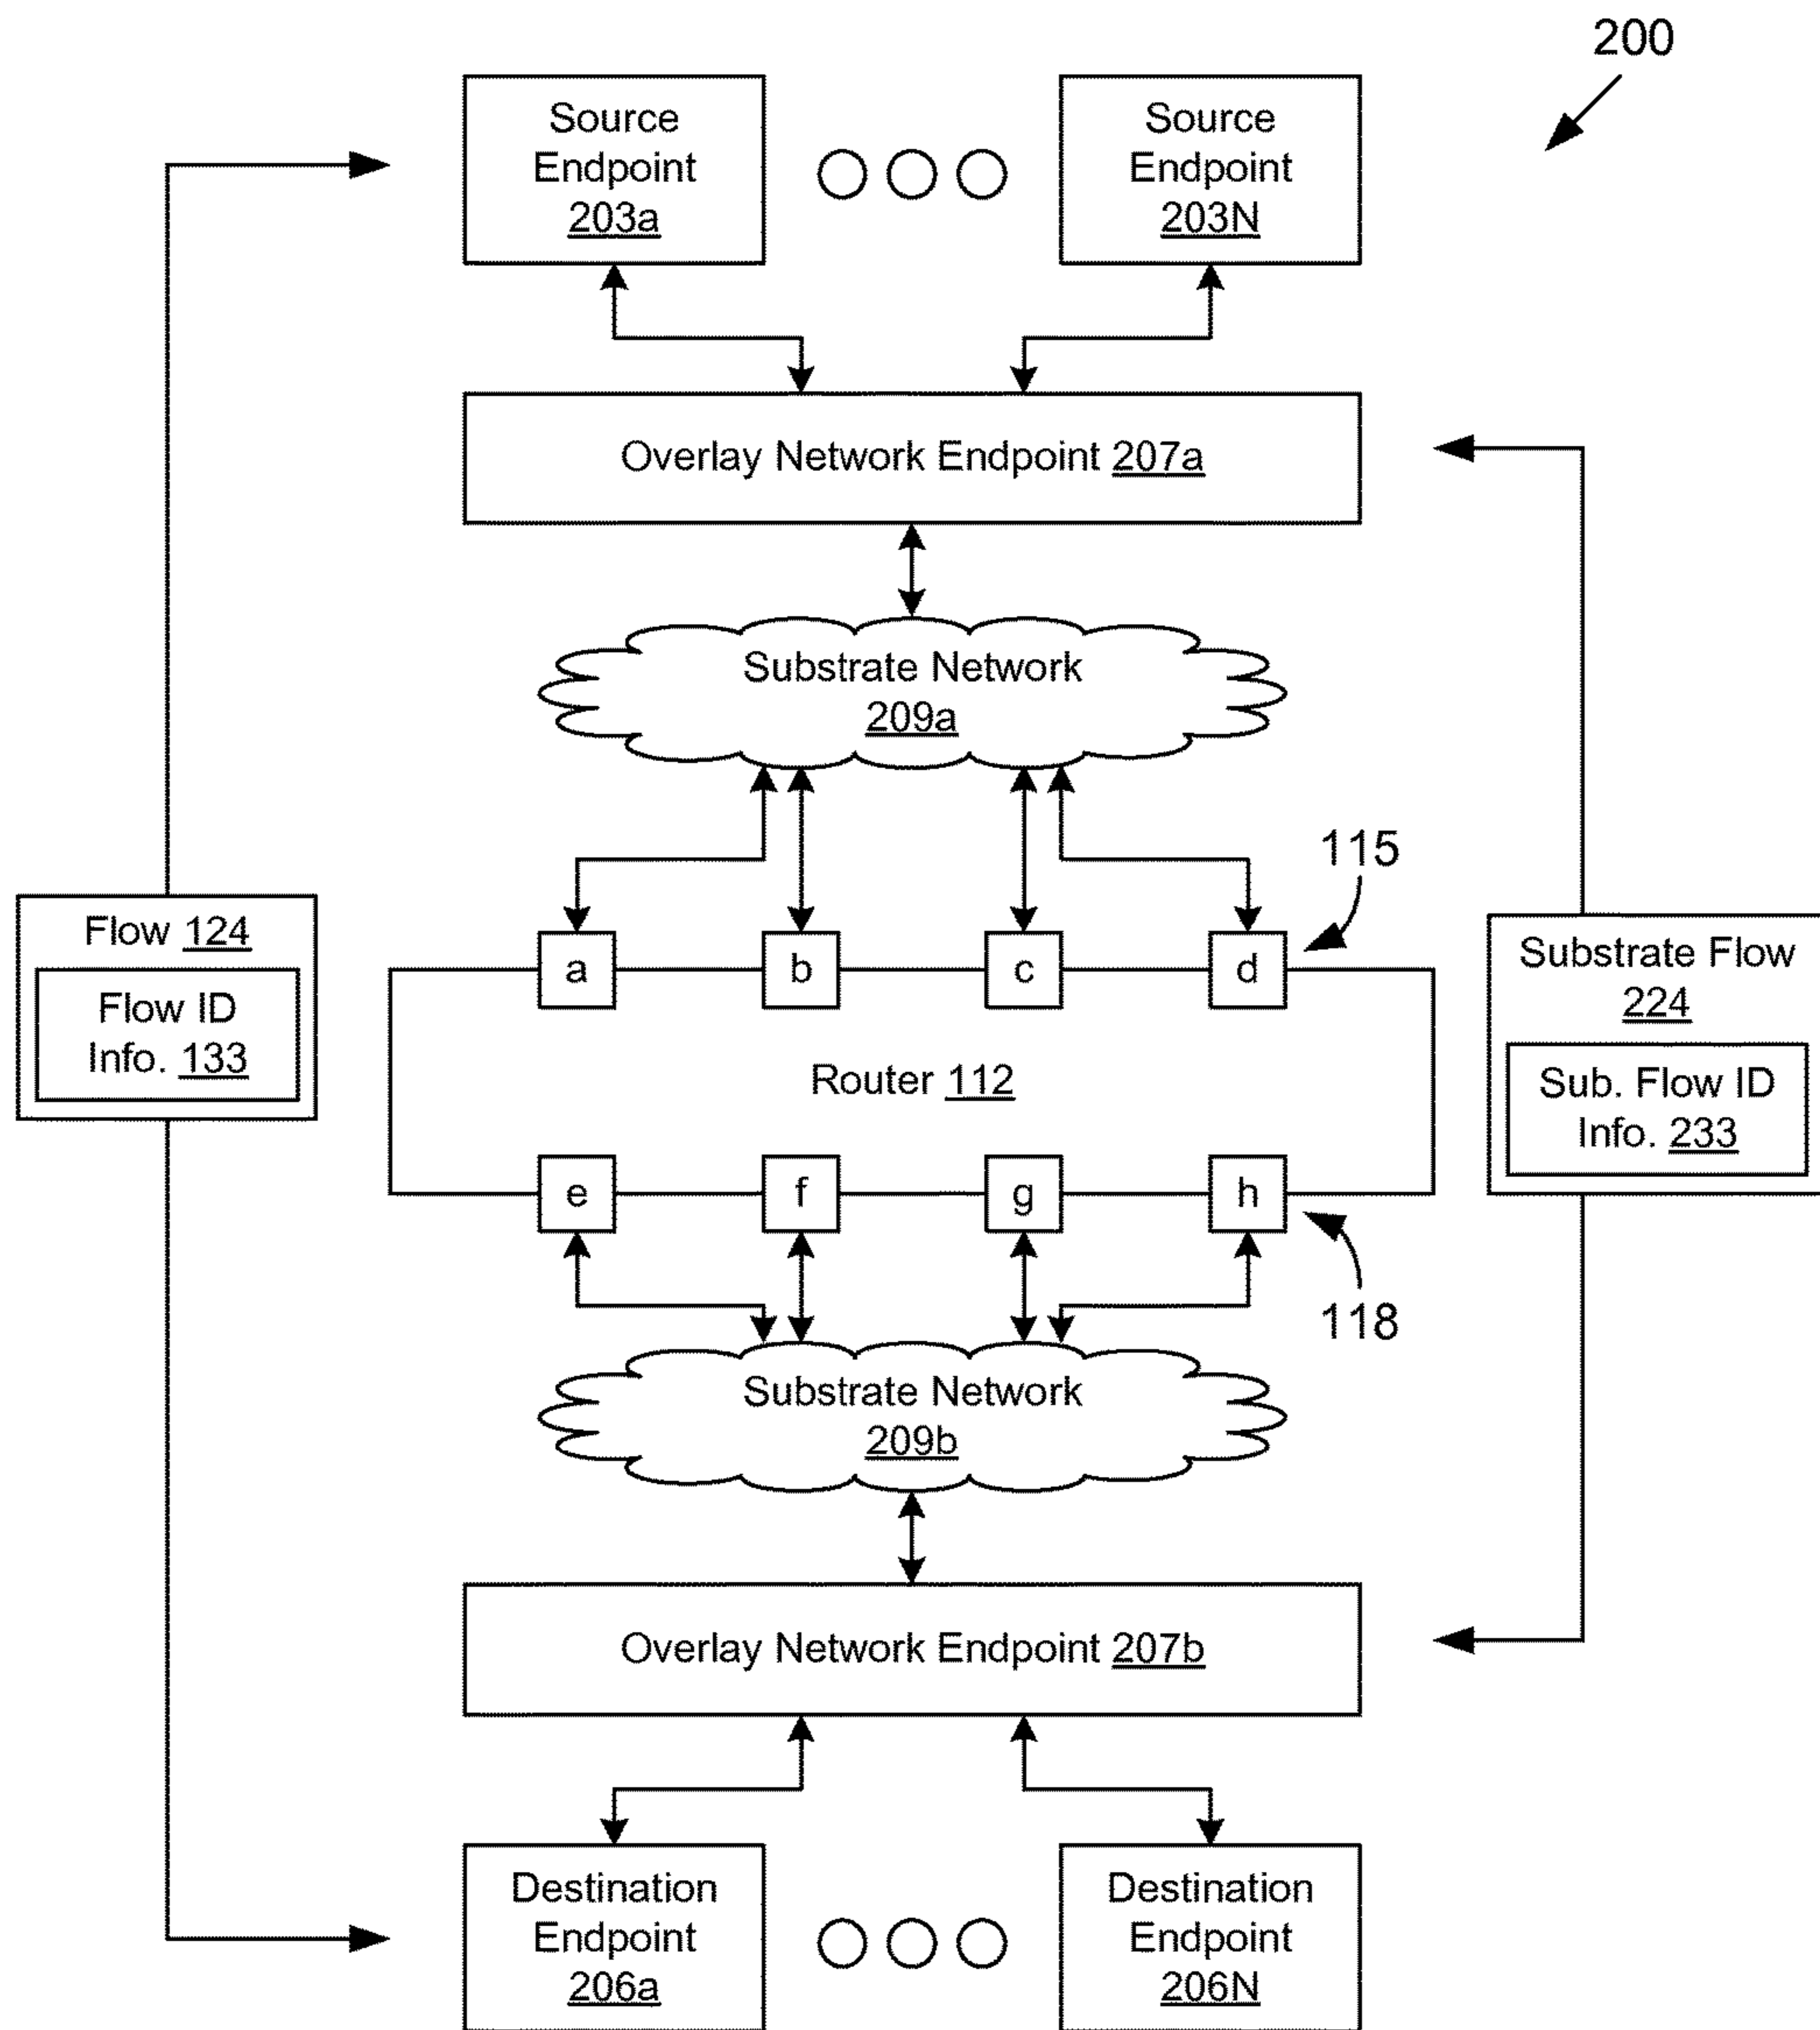 200
Source
Endpoint
203a
Source
Endpoint
203N
Overlay Network Endpoint 207a
Substrate Network
209a
115
a
b
c
d
Flow 124
Flow ID
Info. 133
Router 112
Substrate Flow
224
Sub. Flow ID
Info. 233
e
f
g
h
118
Substrate Network
209b
Overlay Network Endpoint 207b
Destination
Endpoint
206a
Destination
Endpoint
206N